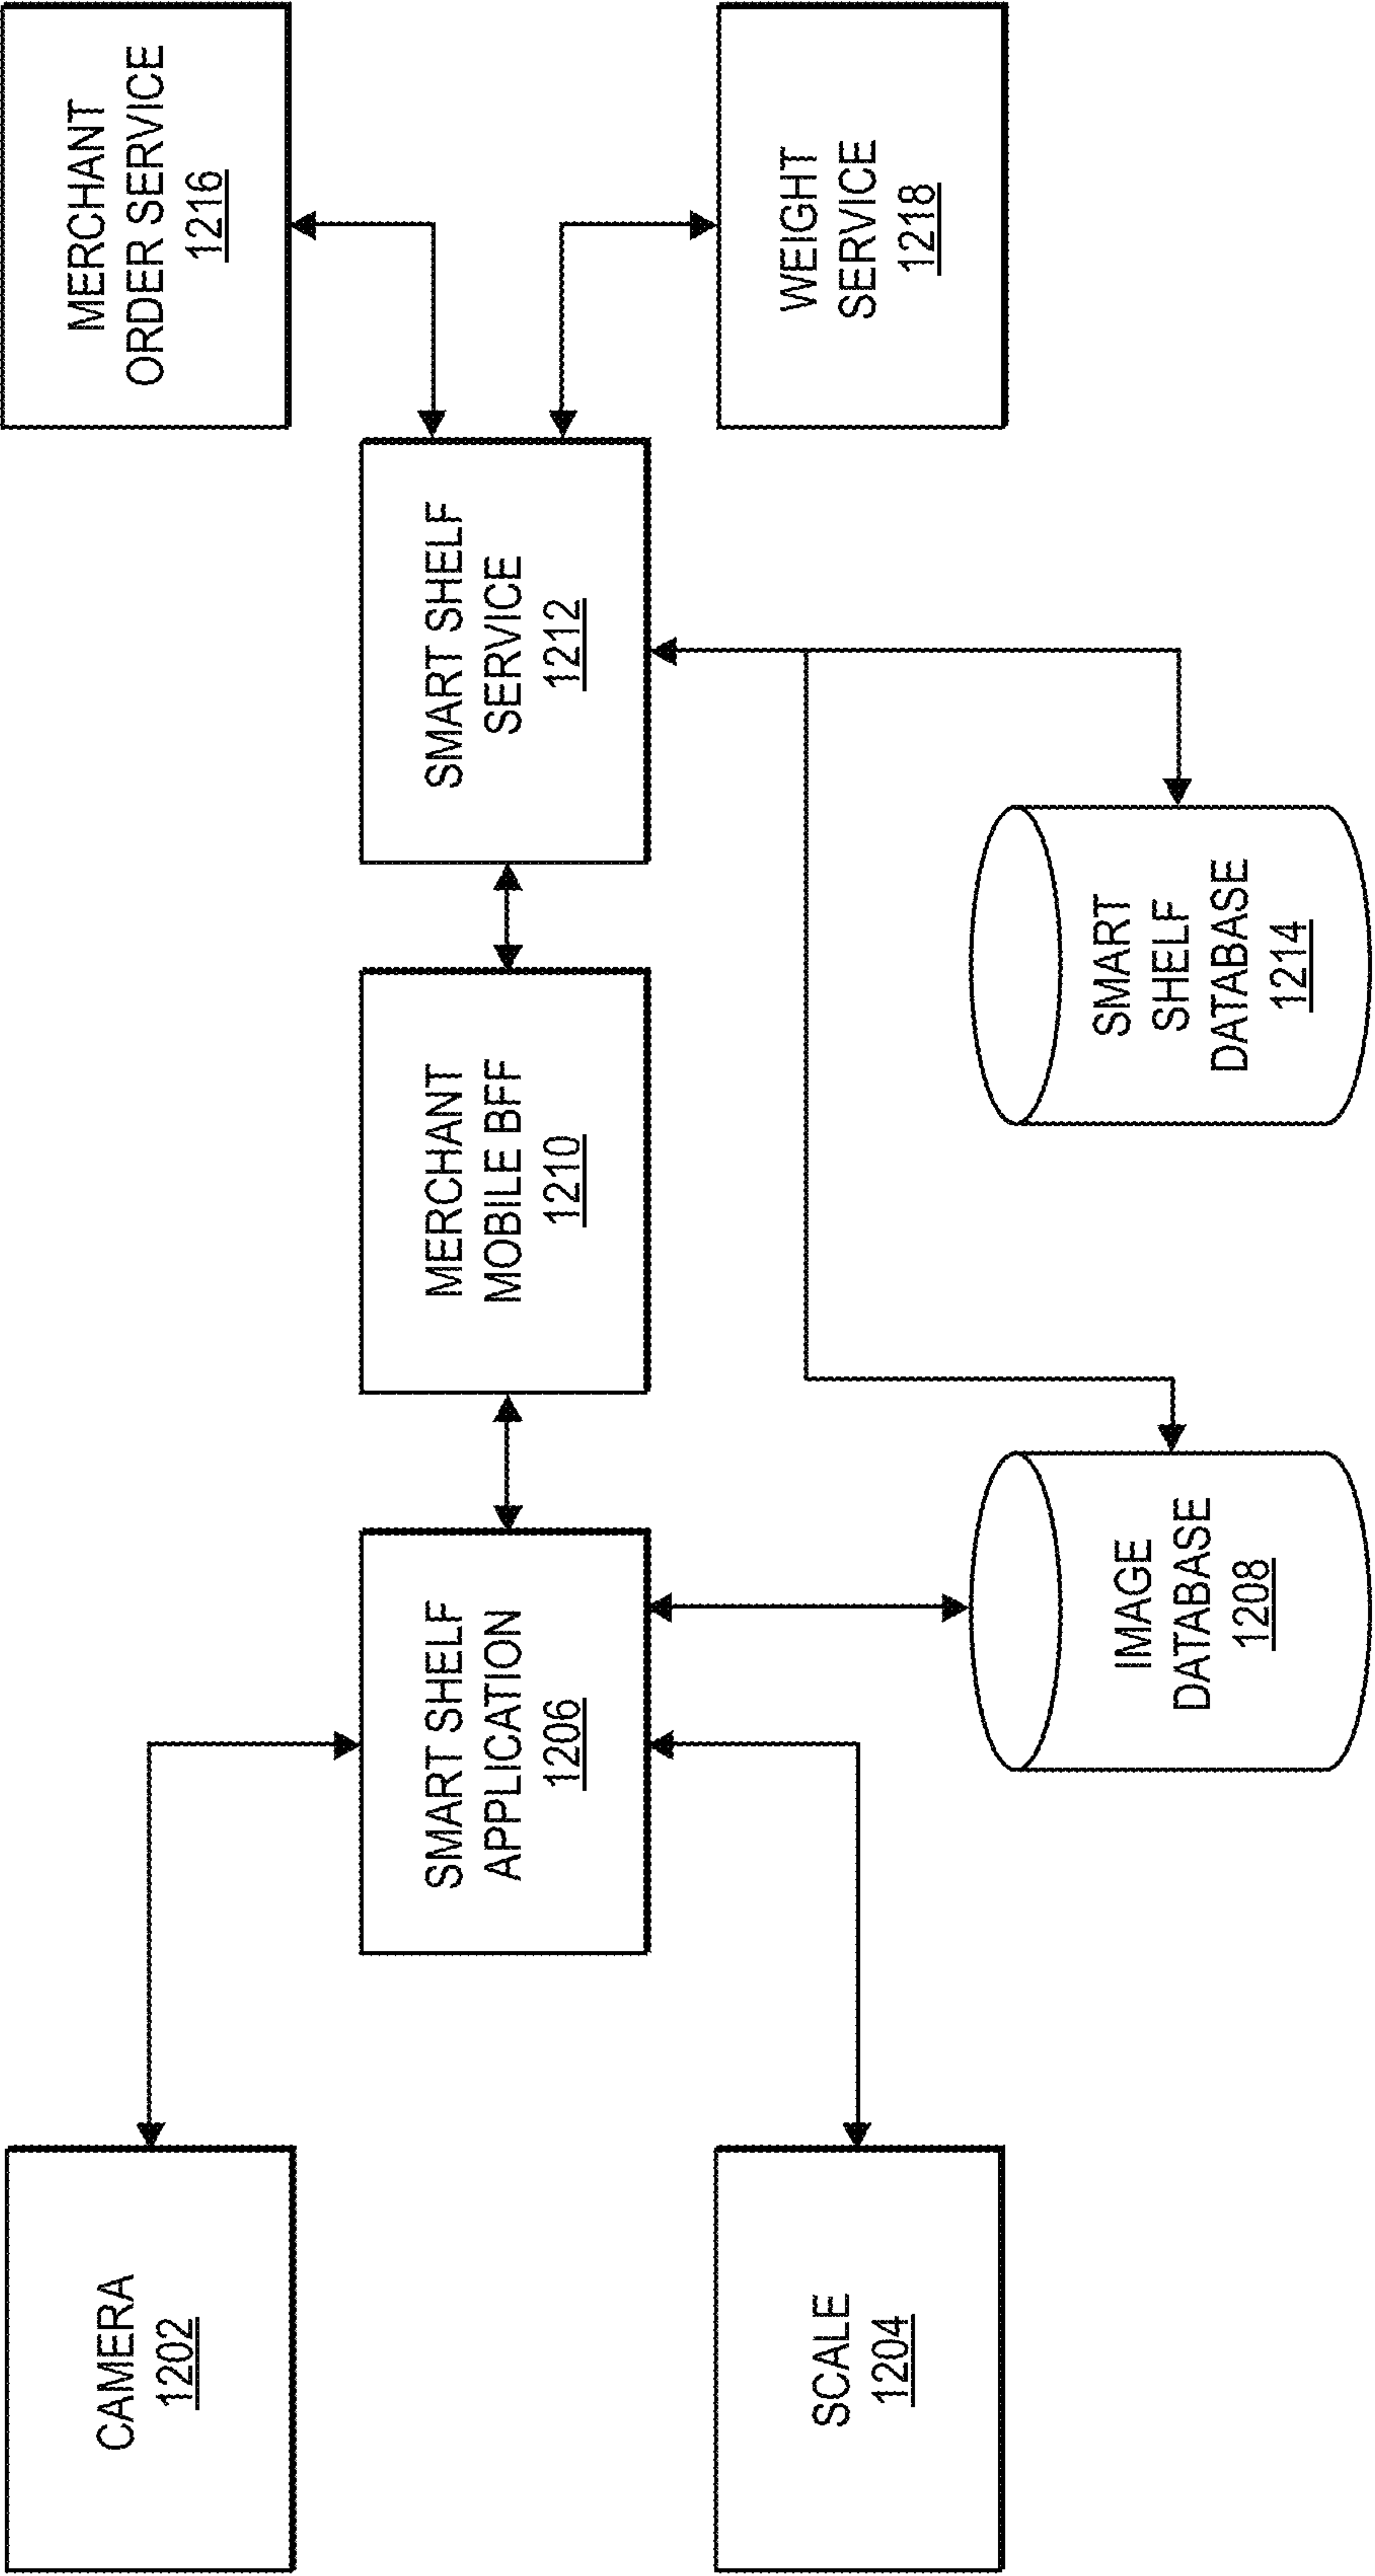 CAMERA
1202
SCALE
1204
SMART SHELF
APPLICATION
1206
IMAGE
DATABASE
1208
MERCHANT
MOBILE BFF
1210
SMART SHELF
SERVICE
1212
SMART
SHELF
DATABASE
1214
MERCHANT
ORDER SERVICE
1216
WEIGHT
SERVICE
1218